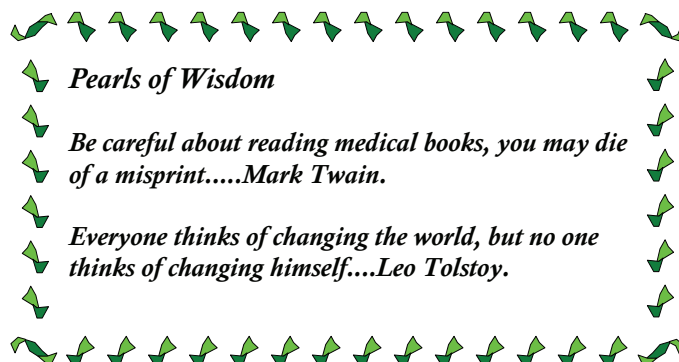 Pearls of Wisdom
Be careful about reading medical books, you may die
of a misprint.....Mark Twain.
Everyone thinks of changing the world, but no one
thinks of changing himself....Leo Tolstoy.